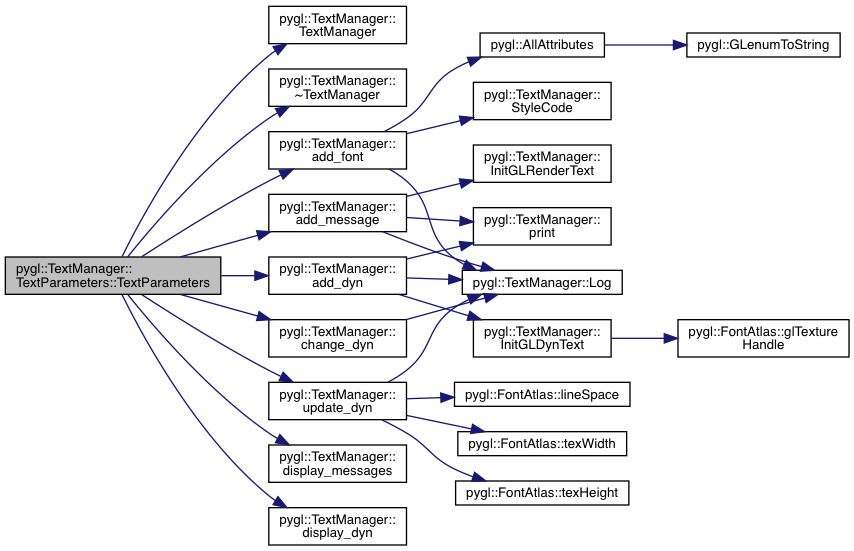 pygl::TextManager::
TextParameters::TextParameters
pygl::TextManager::
TextManager
pygl::TextManager::
~TextManager
pygl::TextManager::
add_font
pygl::TextManager::
add_message
pygl::TextManager::
add_dyn
pygl::TextManager::
change_dyn
pygl::TextManager::
update_dyn
pygl::TextManager::
display_messages
pygl::TextManager::
display_dyn
pygl::AllAttributes
pygl::TextManager::
StyleCode
pygl::TextManager::
InitGLRenderText
pygl::TextManager::
print
pygl::TextManager::Log
pygl::TextManager::
InitGLDynText
pygl::FontAtlas::lineSpace
pygl::FontAtlas::texWidth
pygl::FontAtlas::texHeight
pygl::GLenumToString
pygl::FontAtlas::glTexture
Handle